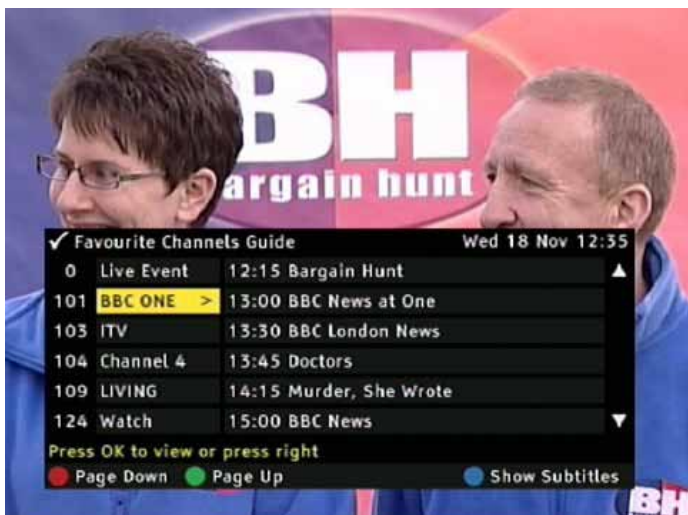 BH
bargain hunt
✓ Favourite Channels Guide Wed 18 Nov 12:35
0 Live Event 12:15 Bargain Hunt ▲
101 BBC ONE > 13:00 BBC News at One
103 ITV 13:30 BBC London News
104 Channel 4 13:45 Doctors
109 LIVING 14:15 Murder, She Wrote
124 Watch 15:00 BBC News ▼
Press OK to view or press right
Page Down Page Up Show Subtitles
BH